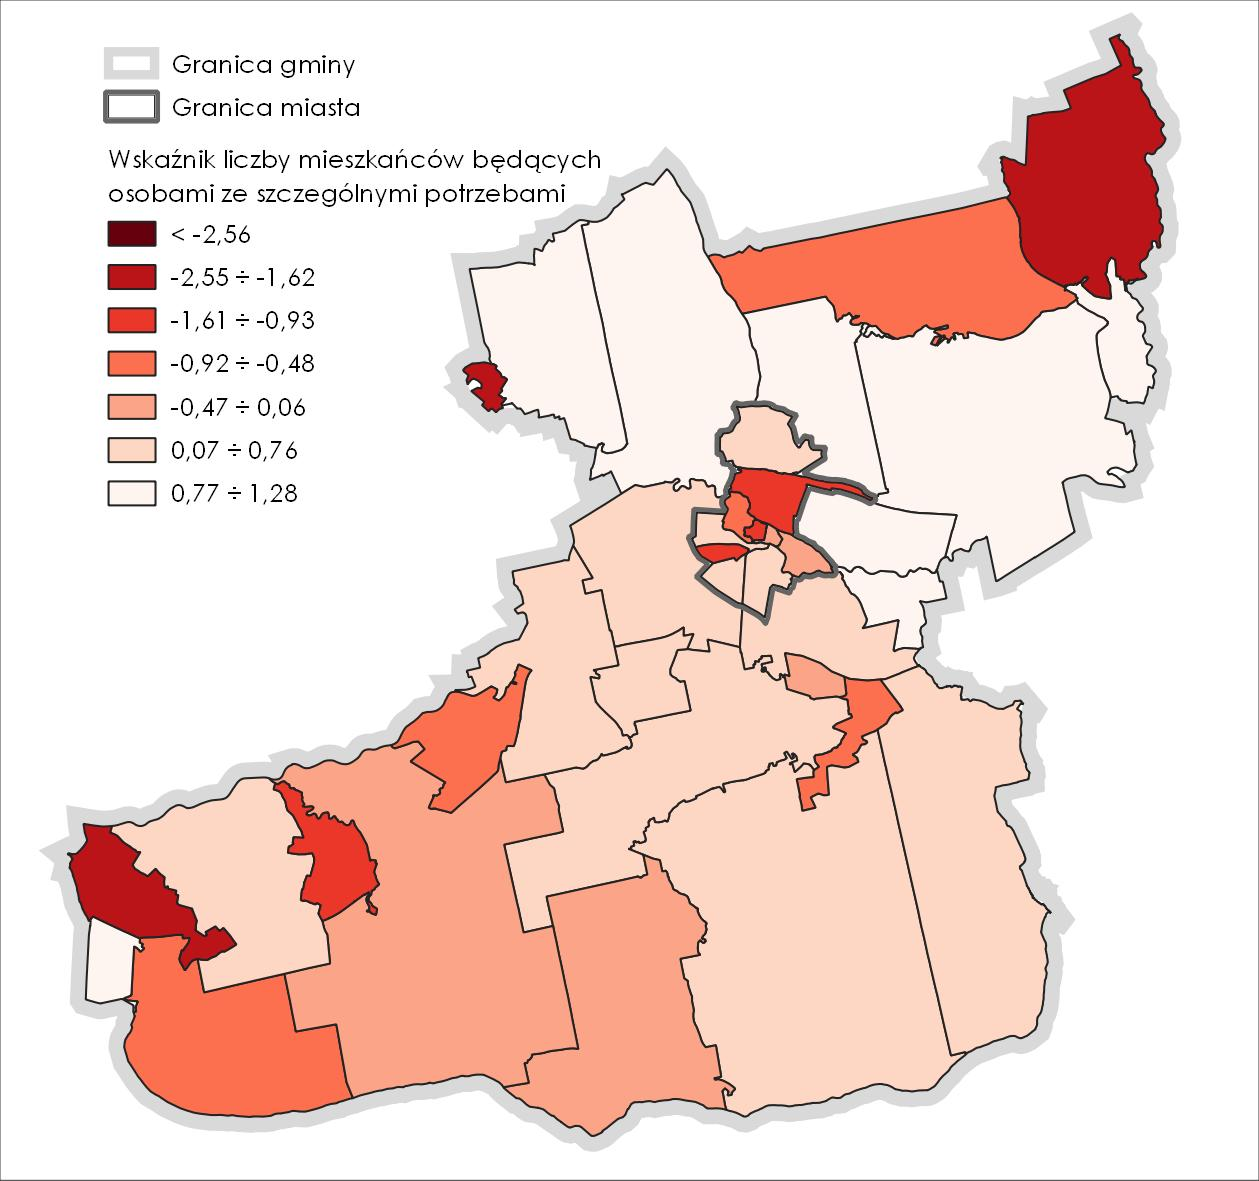 Granica gminy
Granica miasta
Wskaźnik liczby mieszkańców będących
osobami ze szczególnymi potrzebami
< -2,56
-2,55 ÷ -1,62
-1,61 ÷ -0,93
-0,92 ÷ -0,48
-0,47 ÷ 0,06
0,07 ÷ 0,76
0,77 ÷ 1,28